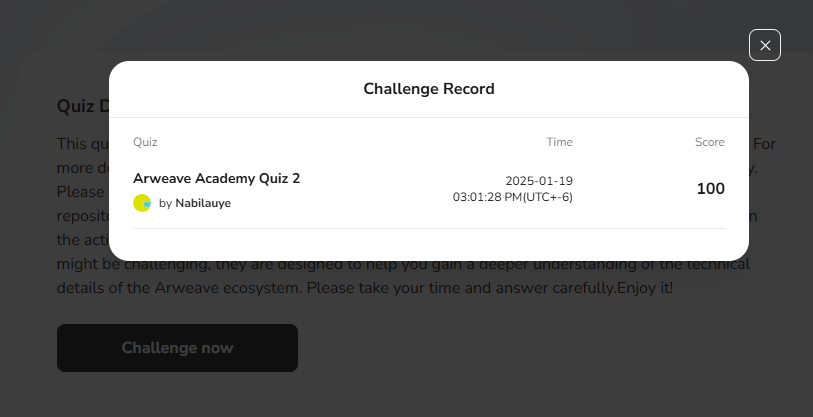 Challenge Record
Quiz
Time
Score
Arweave Academy Quiz 2
by Nabilauye
2025-01-19
03:01:28 PM(UTC+-6)
100
Quiz D
This qu
For
more de
y.
Please
reposito
n
the acti
might be challenging, they are designed to help you gain a deeper understanding of the technical
details of the Arweave ecosystem. Please take your time and answer carefully.Enjoy it!
Challenge now